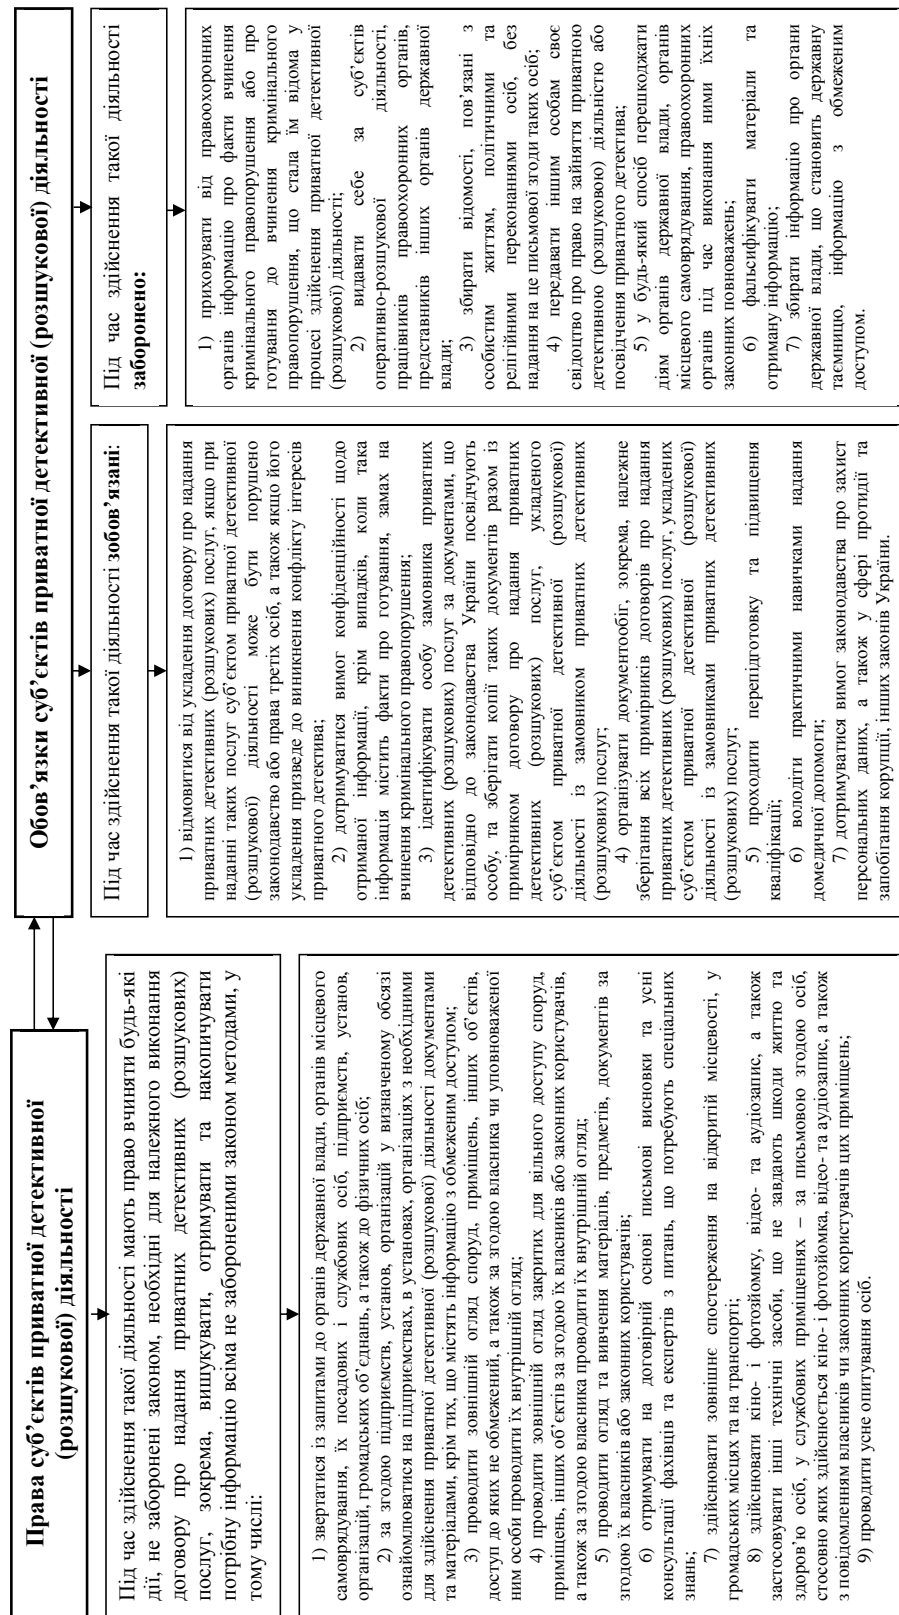 Права суб’єктів приватної детективної
(розшукової) діяльності
Під час здійснення такої діяльності мають право вчиняти будь-які
дії, не заборонені законом, необхідні для належного виконання
договору про надання приватних детективних (розшукових)
послуг, зокрема, вишукувати, отримувати та накопичувати
потрібну інформацію всіма не забороненими законом методами, у
тому числі:
1) звертатися із запитами до органів державної влади, органів місцевого
самоврядування, їх посадових і службових осіб, підприємств, установ,
організацій, громадських об’єднань, а також до фізичних осіб;
2) за згодою підприємств, установ, організацій у визначеному обсязі
ознайомлюватися на підприємствах, в установах, організаціях з необхідними
для здійснення приватної детективної (розшукової) діяльності документами
та матеріалами, крім тих, що містять інформацію з обмеженим доступом;
3) проводити зовнішній огляд споруд, приміщень, інших об’єктів,
доступ до яких не обмежений, а також за згодою власника чи уповноваженої
ним особи проводити їх внутрішній огляд;
4) проводити зовнішній огляд закритих для вільного доступу споруд,
приміщень, інших об’єктів за згодою їх власників або законних користувачів,
а також за згодою власника проводити їх внутрішній огляд;
5) проводити огляд та вивчення матеріалів, предметів, документів за
згодою їх власників або законних користувачів;
6) отримувати на договірній основі письмові висновки та усні
консультації фахівців та експертів з питань, що потребують спеціальних
знань;
7) здійснювати зовнішнє спостереження на відкритій місцевості, у
громадських місцях та на транспорті;
8) здійснювати кіно- і фотозйомку, відео- та аудіозапис, а також
застосовувати інші технічні засоби, що не завдають шкоди життю та
здоров’ю осіб, у службових приміщеннях – за письмовою згодою осіб,
стосовно яких здійснюється кіно- і фотозйомка, відео- та аудіозапис, а також
з повідомленням власників чи законних користувачів цих приміщень;
9) проводити усне опитування осіб.
Обов’язки суб’єктів приватної детективної (розшукової) діяльності
Під час здійснення такої діяльності зобов’язані:
1) відмовитися від укладення договору про надання
приватних детективних (розшукових) послуг, якщо при
наданні таких послуг суб’єктом приватної детективної
(розшукової) діяльності може бути порушено
законодавство або права третіх осіб, а також якщо його
укладення призведе до виникнення конфлікту інтересів
приватного детектива;
2) дотримуватися вимог конфіденційності щодо
отриманої інформації, крім випадків, коли така
інформація містить факти про готування, замах на
вчинення кримінального правопорушення;
3) ідентифікувати особу замовника приватних
детективних (розшукових) послуг за документами, що
відповідно до законодавства України посвідчують
особу, та зберігати копії таких документів разом із
примірником договору про надання приватних
детективних (розшукових) послуг, укладеного
суб’єктом приватної детективної (розшукової)
діяльності із замовником приватних детективних
(розшукових) послуг;
4) організувати документообіг, зокрема, належне
зберігання всіх примірників договорів про надання
приватних детективних (розшукових) послуг, укладених
суб’єктом приватної детективної (розшукової)
діяльності із замовниками приватних детективних
(розшукових) послуг;
5) проходити перепідготовку та підвищення
кваліфікації;
6) володіти практичними навичками надання
домедичної допомоги;
7) дотримуватися вимог законодавства про захист
персональних даних, а також у сфері протидії та
запобігання корупції, інших законів України.
Під час здійснення такої діяльності
заборонено:
1) приховувати від правоохоронних
органів інформацію про факти вчинення
кримінального правопорушення або про
готування до вчинення кримінального
правопорушення, що стала їм відома у
процесі здійснення приватної детективної
(розшукової) діяльності;
2) видавати себе за суб’єктів
оперативно-розшукової діяльності,
працівників правоохоронних органів,
представників інших органів державної
влади;
3) збирати відомості, пов’язані з
особистим життям, політичними та
релігійними переконаннями осіб, без
надання на це письмової згоди таких осіб;
4) передавати іншим особам своє
свідоцтво про право на зайняття приватною
детективною (розшуковою) діяльністю або
посвідчення приватного детектива;
5) у будь-який спосіб перешкоджати
діям органів державної влади, органів
місцевого самоврядування, правоохоронних
органів під час виконання ними їхніх
законних повноважень;
6) фальсифікувати матеріали та
отриману інформацію;
7) збирати інформацію про органи
державної влади, що становить державну
таємницю, інформацію з обмеженим
доступом.